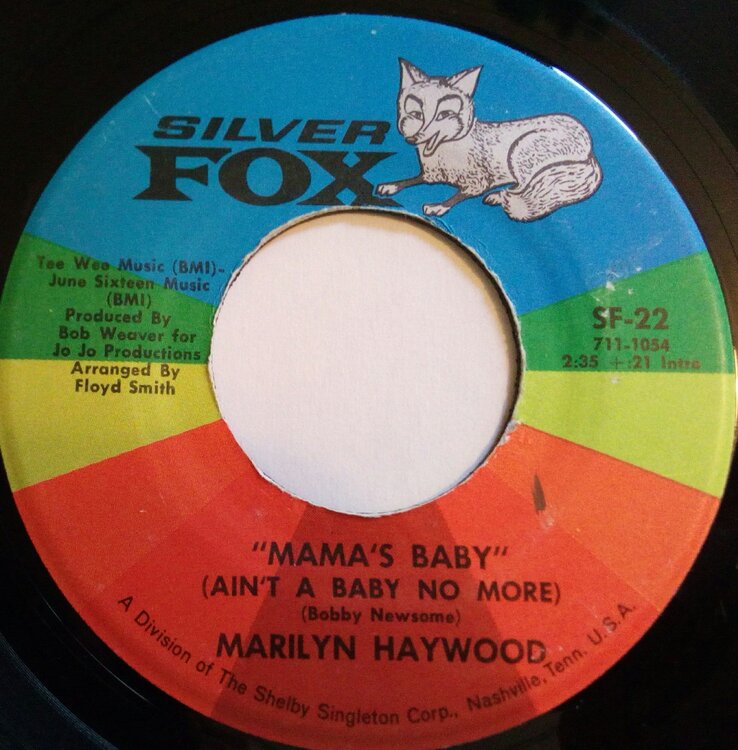 SILVER
FOX
Tee Wee Music (BMI)-
June Sixteen Music
(BMI)
Produced By
Bob Weaver for
Jo Jo Productions
Arranged By
Floyd Smith
SF-22
711-1054
2:35 + :21 Intro
"MAMA'S BABY"
(AIN'T A BABY NO MORE)
(Bobby Newsome)
MARILYN HAYWOOD
A Division of The Shelby Singleton Corp., Nashville, Tenn. U.S.A.